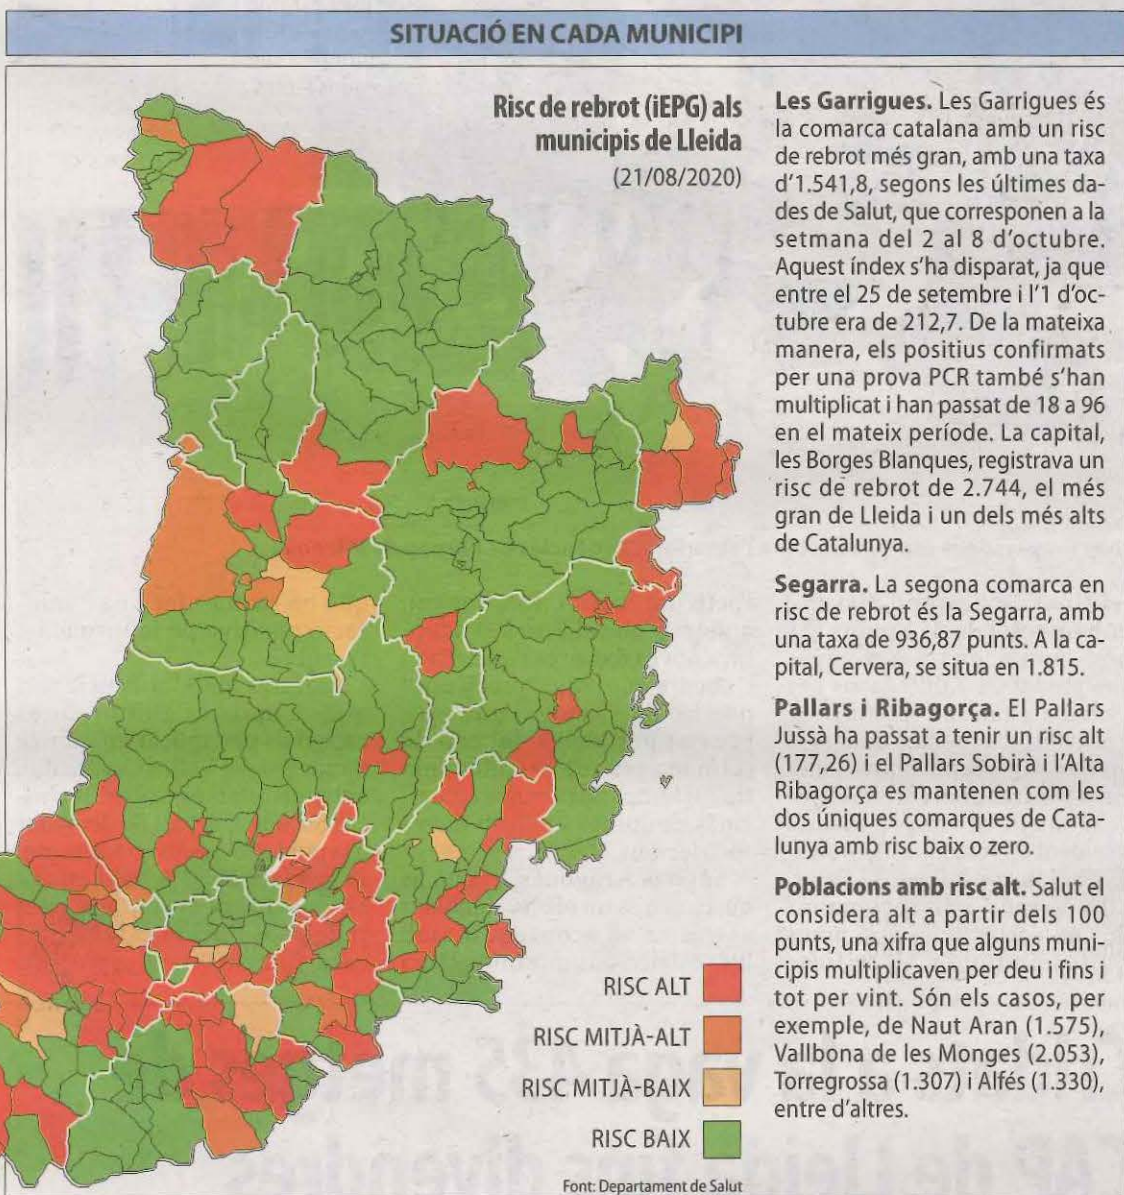 SITUACIÓ EN CADA MUNICIPI
Risc de rebrot (iEPG) als
municipis de Lleida
(21/08/2020)
RISC ALT
RISC MITJÀ-ALT
RISC MITJÀ-BAIX
RISC BAIX
Font: Departament de Salut
Les Garrigues. Les Garrigues és
la comarca catalana amb un risc
de rebrot més gran, amb una taxa
d'1.541,8, segons les últimes da-
des de Salut, que corresponen a la
setmana del 2 al 8 d'octubre.
Aquest índex s'ha disparat, ja que
entre el 25 de setembre i l'1 d'oc-
tubre era de 212,7. De la mateixa
manera, els positius confirmats
per una prova PCR també s'han
multiplicat i han passat de 18 a 96
en el mateix període. La capital,
les Borges Blanques, registrava un
risc de rebrot de 2.744, el més
gran de Lleida i un dels més alts
de Catalunya.
Segarra. La segona comarca en
risc de rebrot és la Segarra, amb
una taxa de 936,87 punts. A la ca-
pital, Cervera, se situa en 1.815.
Pallars i Ribagorça. El Pallars
Jussà ha passat a tenir un risc alt
(177,26) i el Pallars Sobirà i l'Alta
Ribagorça es mantenen com les
dos úniques comarques de Cata-
lunya amb risc baix o zero.
Poblacions amb risc alt. Salut el
considera alt a partir dels 100
punts, una xifra que alguns muni-
cipis multiplicaven per deu i fins i
tot per vint. Són els casos, per
exemple, de Naut Aran (1.575),
Vallbona de les Monges (2.053),
Torregrossa (1.307) i Alfés (1.330),
entre d'altres.